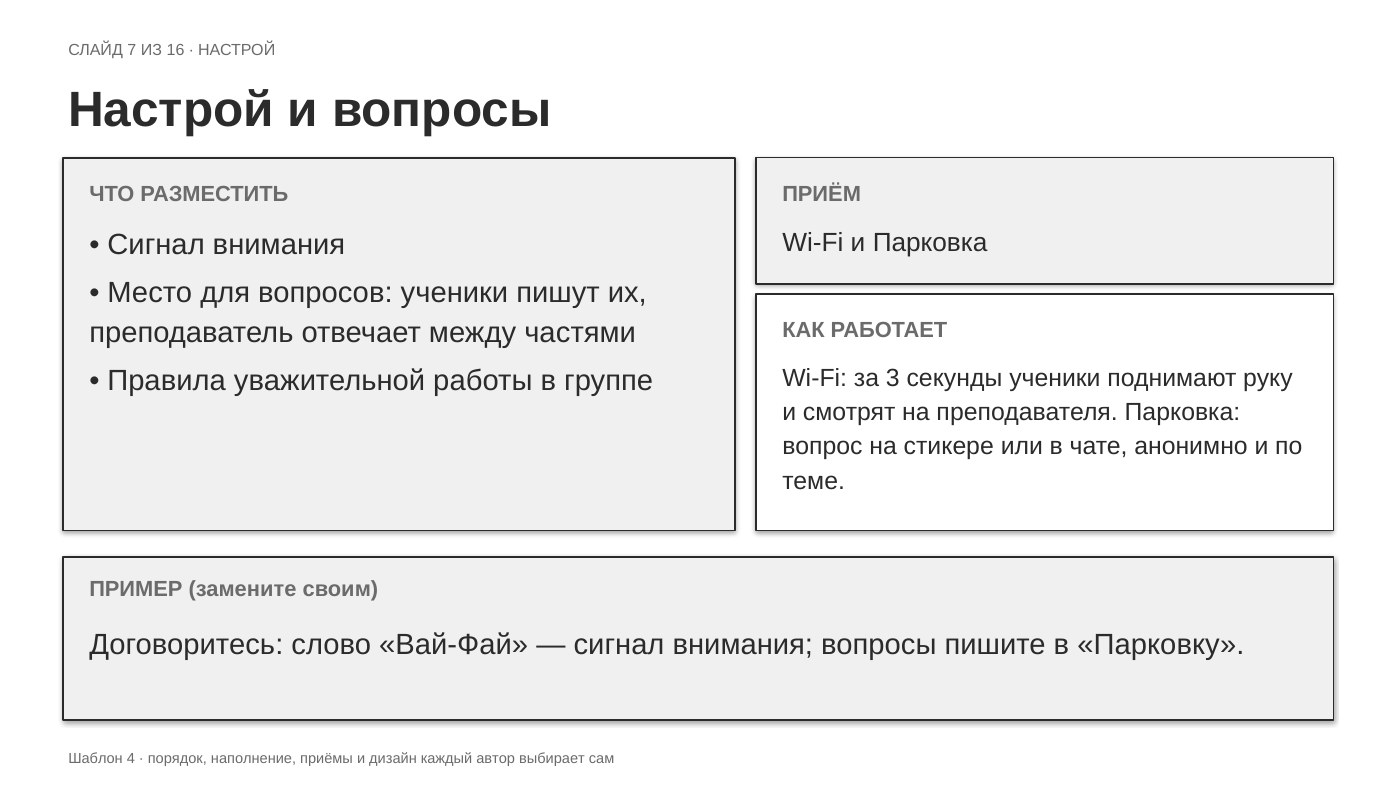 СЛАЙД 7 ИЗ 16 · НАСТРОЙ
Настрой и вопросы
ЧТО РАЗМЕСТИТЬ
• Сигнал внимания
• Место для вопросов: ученики пишут их,
преподаватель отвечает между частями
• Правила уважительной работы в группе
ПРИЁМ
Wi-Fi и Парковка
КАК РАБОТАЕТ
Wi-Fi: за 3 секунды ученики поднимают руку
и смотрят на преподавателя. Парковка:
вопрос на стикере или в чате, анонимно и по
теме.
ПРИМЕР (замените своим)
Договоритесь: слово «Вай-Фай» — сигнал внимания; вопросы пишите в «Парковку».
Шаблон 4 · порядок, наполнение, приёмы и дизайн каждый автор выбирает сам